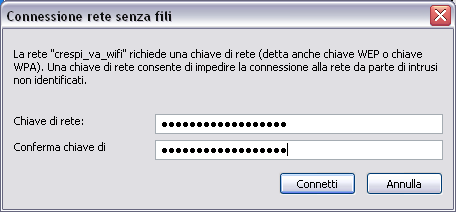 Connessione rete senza fili
La rete "crespi_va_wifi" richiede una chiave di rete (detta anche chiave WEP o chiave
WPA). Una chiave di rete consente di impedire la connessione alla rete da parte di intrusi
non identificati.
Chiave di rete: ●●●●●●●●●●●●●●●●●●
Conferma chiave di ●●●●●●●●●●●●●●●●●●
Connetti Annulla